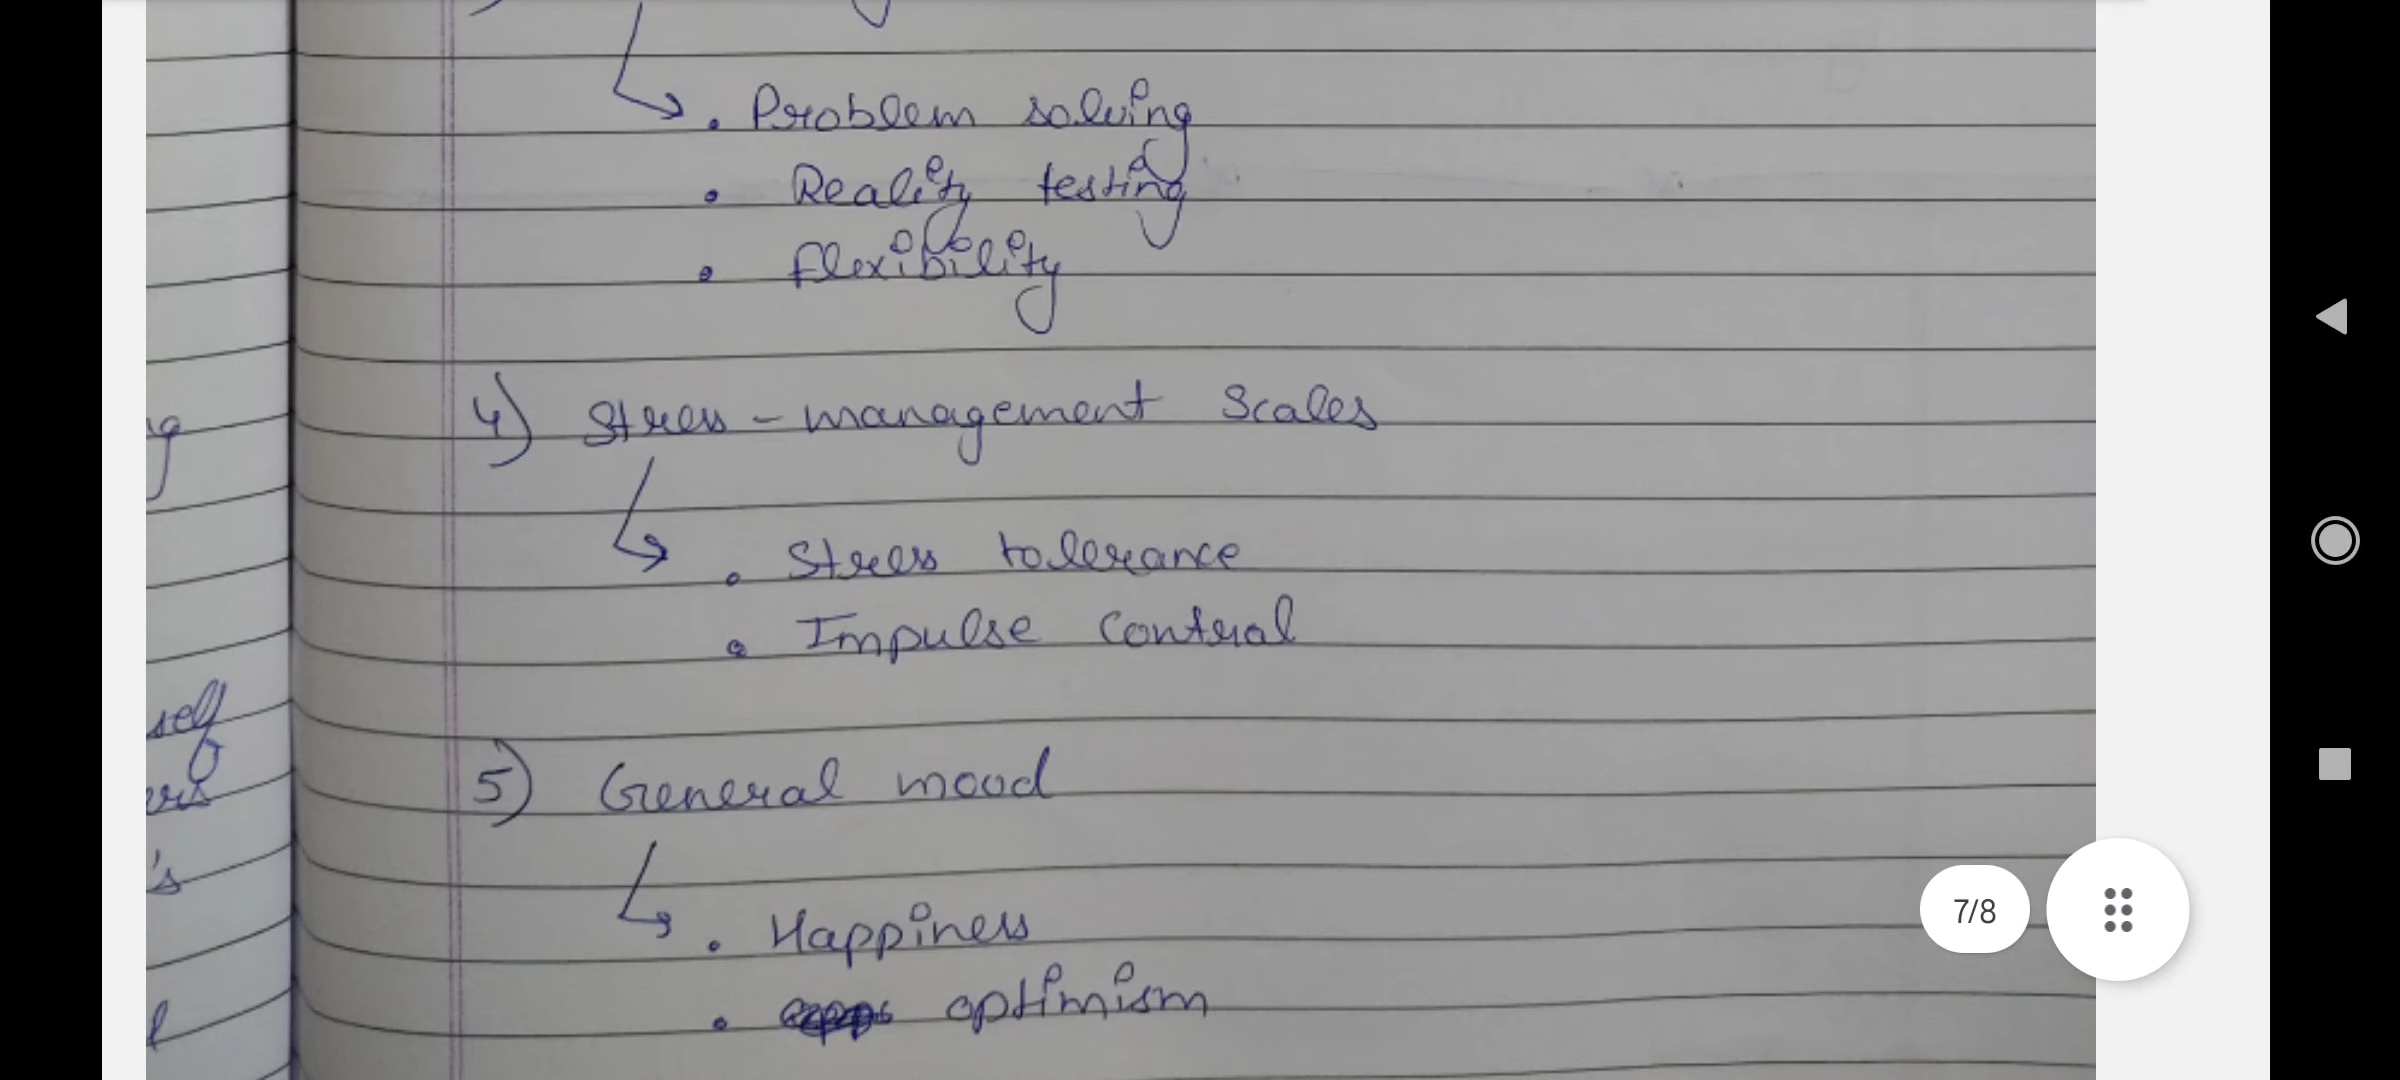 . Problem solving
. Reality testing
. flexibility
4) Stress - management Scales
. Stress tolerance
. Impulse Control
5) General mood
. Happiness
. optimism
self
's
7/8